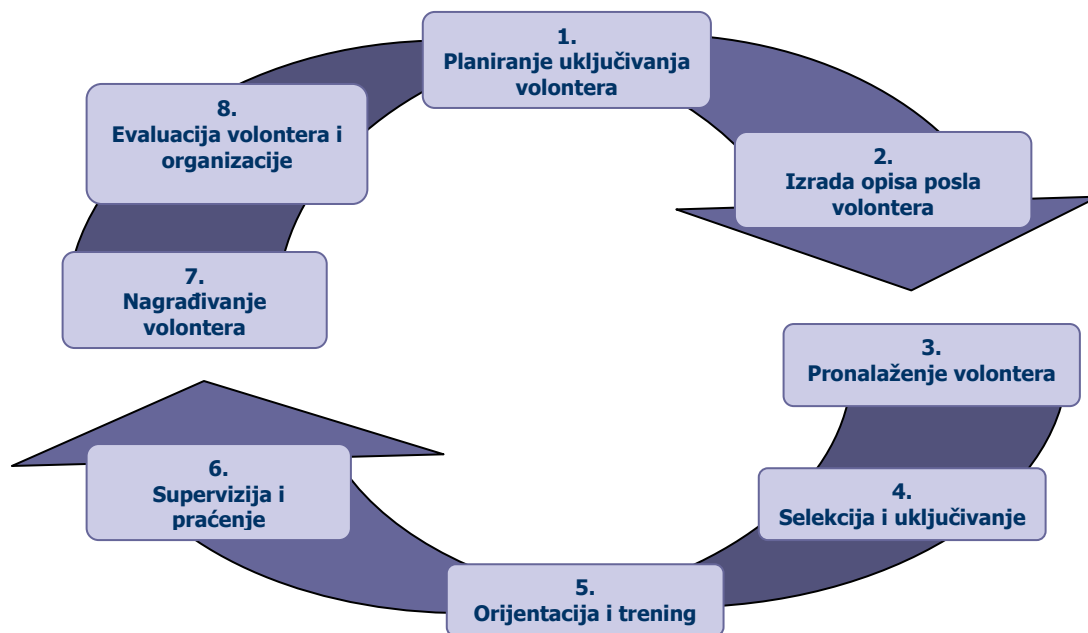 1.
Planiranje uključivanja
volontera
2.
Izrada opisa posla
volontera
3.
Pronalaženje volontera
4.
Selekcija i uključivanje
5.
Orijentacija i trening
6.
Supervizija i
praćenje
7.
Nagrađivanje
volontera
8.
Evaluacija volontera i
organizacije